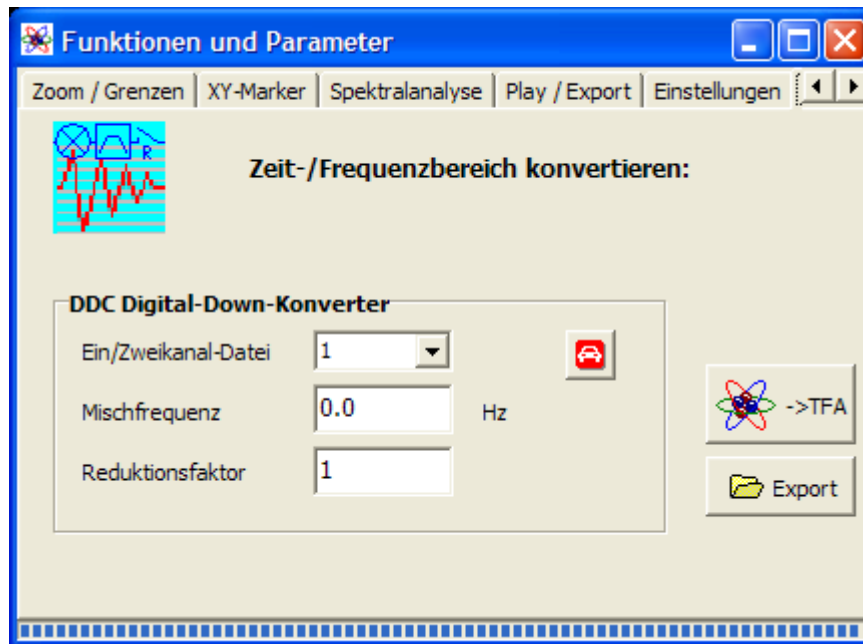 Funktionen und Parameter
Zoom / Grenzen XY-Marker Spektralanalyse Play / Export Einstellungen
R
Zeit-/Frequenzbereich konvertieren:
DDC Digital-Down-Konverter
Ein/Zweikanal-Datei 1
Mischfrequenz 0.0 Hz
->TFA
Reduktionsfaktor 1
Export